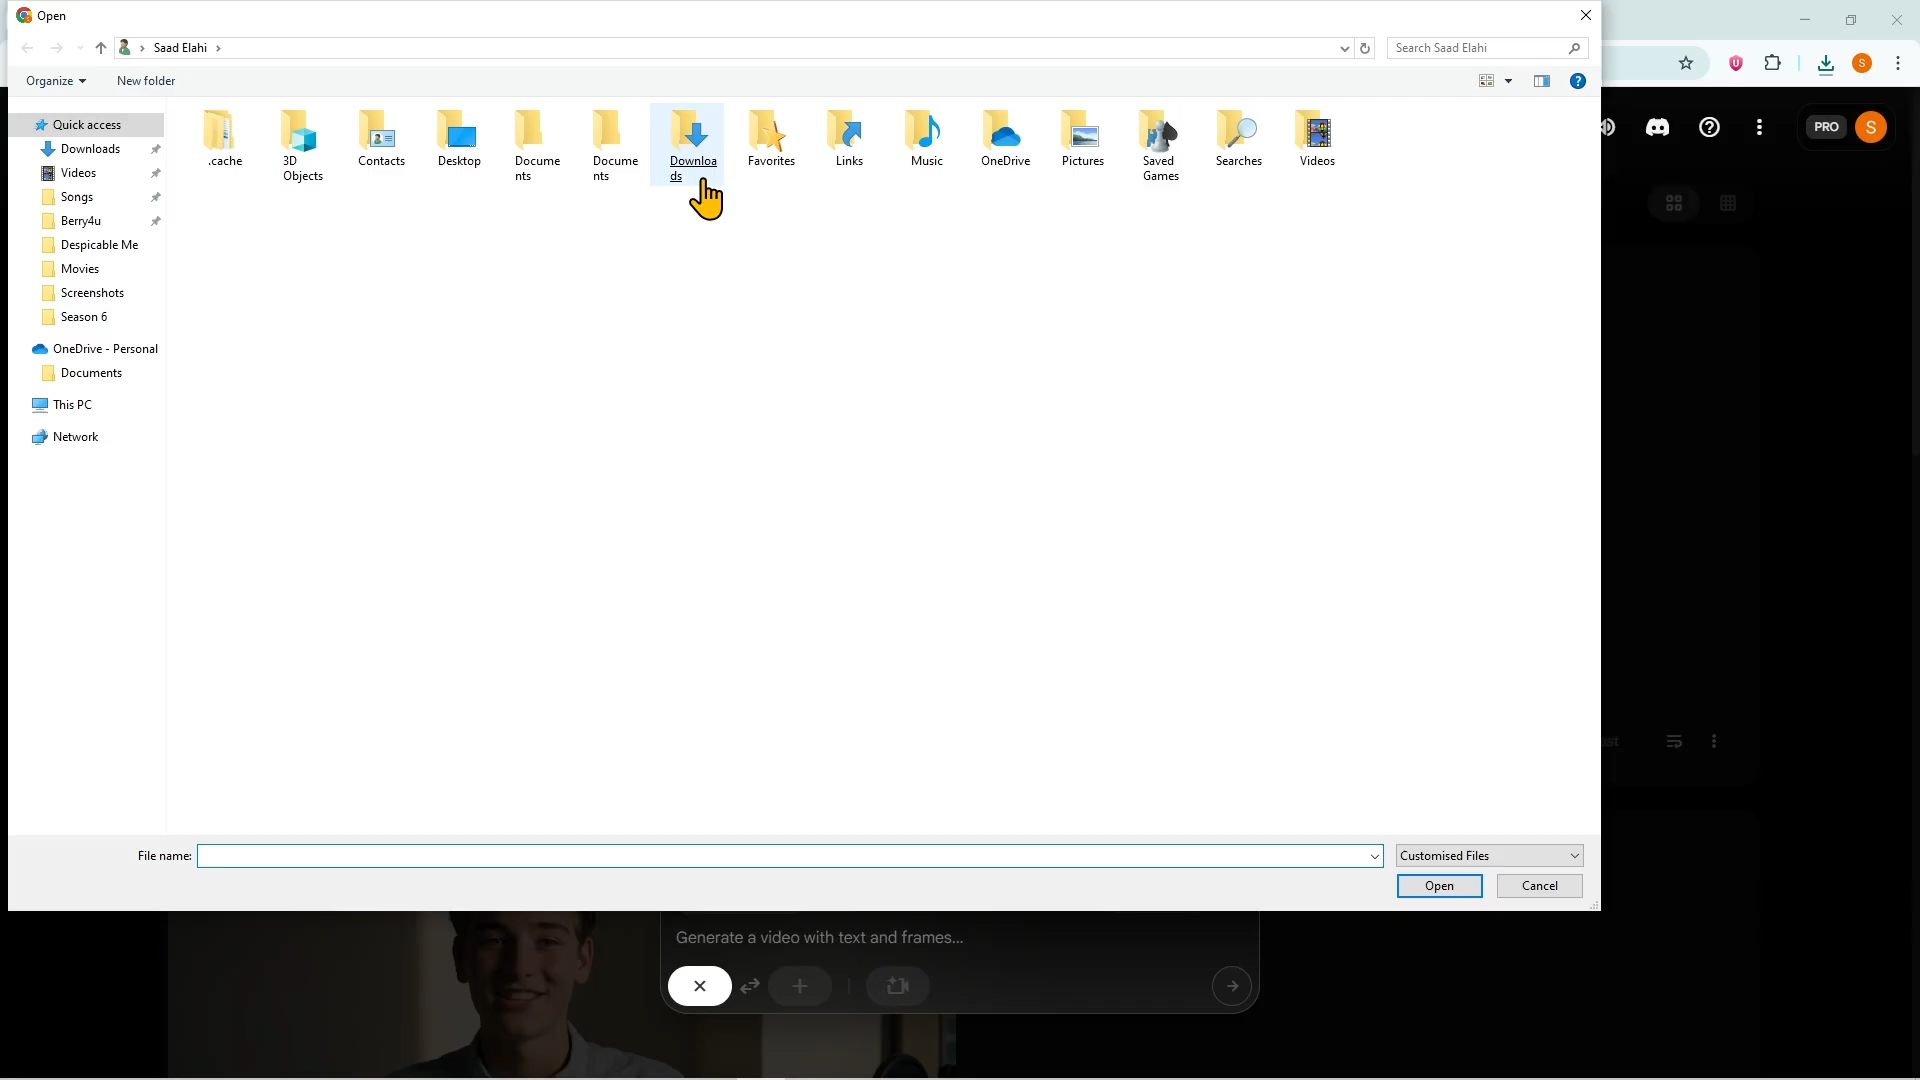 Open
Saad Elahi
Search Saad Elahi
Organize
New folder
PRO
S
S
Quick access
Downloads
Videos
Songs
Berry4u
Despicable Me
Movies
Screenshots
Season 6
OneDrive - Personal
Documents
This PC
Network
.cache
3D
Objects
Contacts
Desktop
Docume
nts
Docume
nts
Downloa
ds
Favorites
Links
Music
OneDrive
Pictures
Saved
Games
Searches
Videos
File name:
Customised Files
Open
Cancel
Generate a video with text and frames...